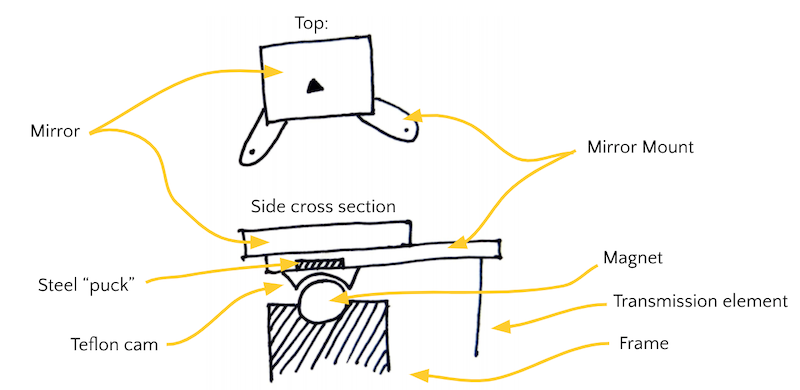 Top:
Mirror
Mirror Mount
Side cross section
Magnet
Steel “puck”
Transmission element
Teflon cam
Frame